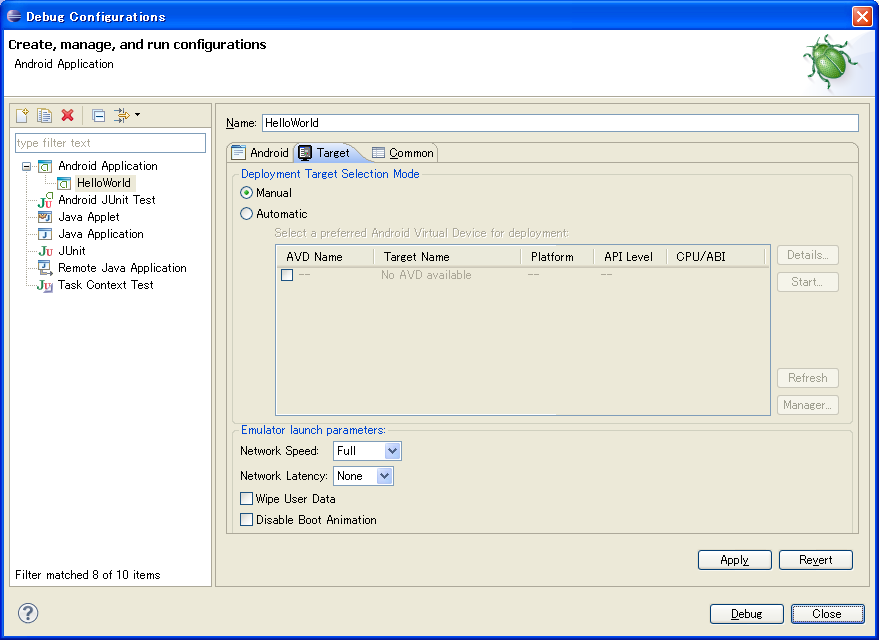 Debug Configurations
Create, manage, and run configurations
Android Application
type filter text
Android Application
HelloWorld
Android JUnit Test
Java Applet
Java Application
JUnit
Remote Java Application
Task Context Test
Filter matched 8 of 10 items
Name: HelloWorld
Android Target Common
Deployment Target Selection Mode
Manual
Automatic
Select a preferred Android Virtual Device for deployment:
AVD Name Target Name Platform API Level CPU/ABI
-- No AVD available -- --
Details...
Start...
Refresh
Manager...
Emulator launch parameters:
Network Speed: Full
Network Latency: None
Wipe User Data
Disable Boot Animation
Apply Revert
? Debug Close